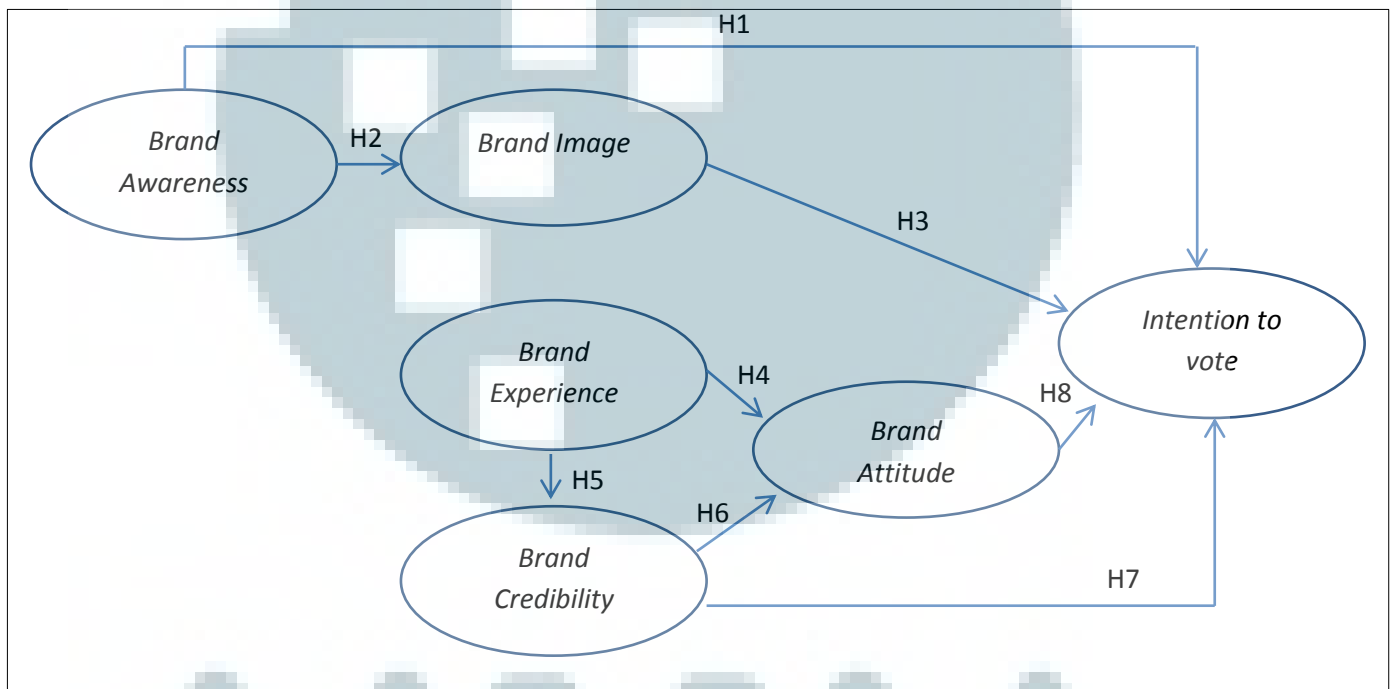 H1
Brand
Awareness
H2
Brand Image
H3
Intention to
vote
Brand
Experience
H4
H8
Brand
Attitude
H5
H6
Brand
Credibility
H7